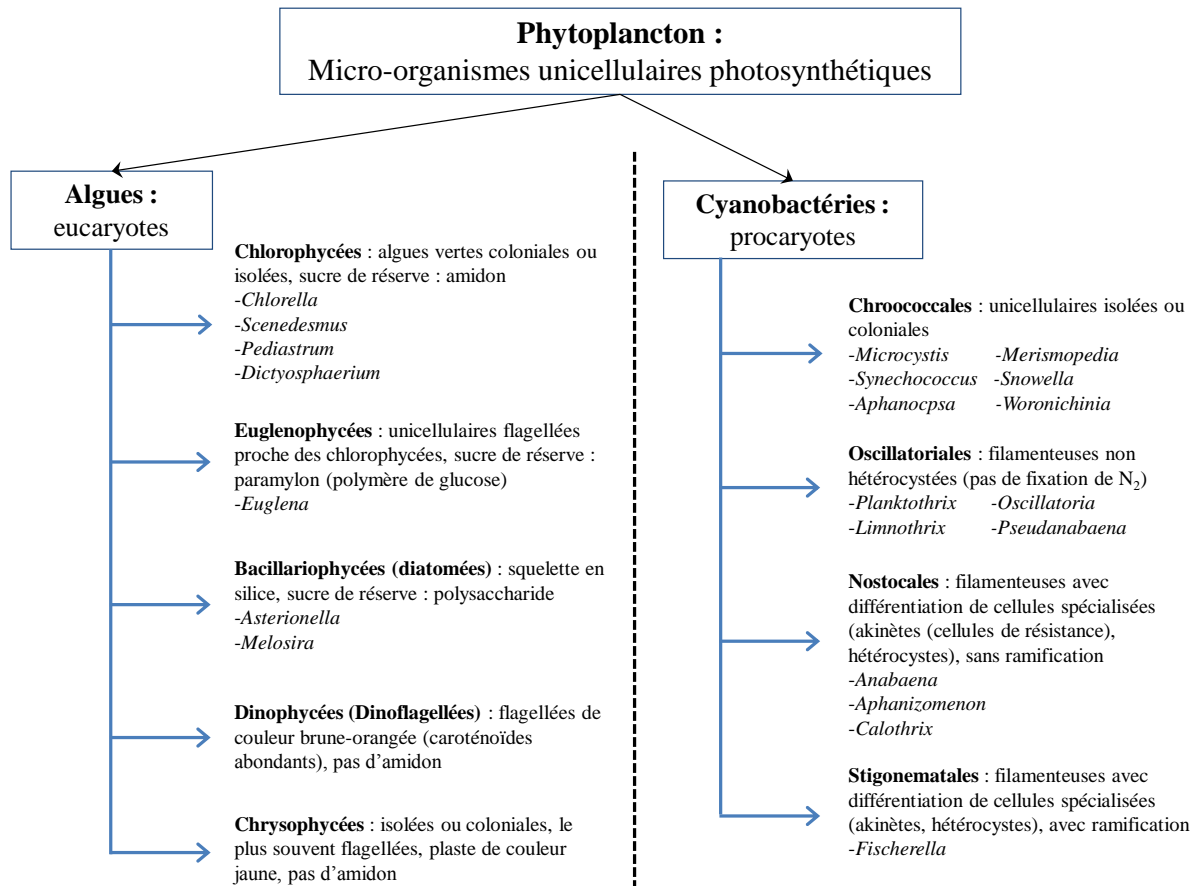 Phytoplancton :
Micro-organismes unicellulaires photosynthétiques
Algues :
eucaryotes
Chlorophycées : algues vertes coloniales ou
isolées, sucre de réserve : amidon
-Chlorella
-Scenedesmus
-Pediastrum
-Dictyosphaerium
Euglenophycées : unicellulaires flagellées
proche des chlorophycées, sucre de réserve :
paramylon (polymère de glucose)
-Euglena
Bacillariophycées (diatomées) : squelette en
silice, sucre de réserve : polysaccharide
-Asterionella
-Melosira
Dinophycées (Dinoflagellées) : flagellées de
couleur brune-orangée (caroténoïdes
abondants), pas d’amidon
Chrysophycées : isolées ou coloniales, le
plus souvent flagellées, plaste de couleur
jaune, pas d’amidon
Cyanobactéries :
procaryotes
Chroococcales : unicellulaires isolées ou
coloniales
-Microcystis -Merismopedia
-Synechococcus -Snowella
-Aphanocpsa -Woronichinia
Oscillatoriales : filamenteuses non
hétérocystées (pas de fixation de N₂)
-Planktothrix -Oscillatoria
-Limnothrix -Pseudanabaena
Nostocales : filamenteuses avec
différentiation de cellules spécialisées
(akinètes (cellules de résistance),
hétérocystes), sans ramification
-Anabaena
-Aphanizomenon
-Calothrix
Stigonematales : filamenteuses avec
différentiation de cellules spécialisées
(akinètes, hétérocystes), avec ramification
-Fischerella